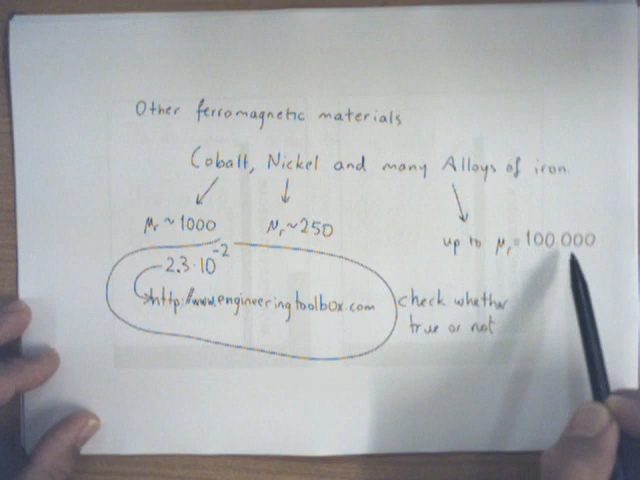 Other ferromagnetic materials
Cobalt, Nickel and many Alloys of iron.
μr ~ 1000 μr ~ 250
up to μr = 100.000
2.3 · 10^-2
http://www.engineeringtoolbox.com
check whether
true or not